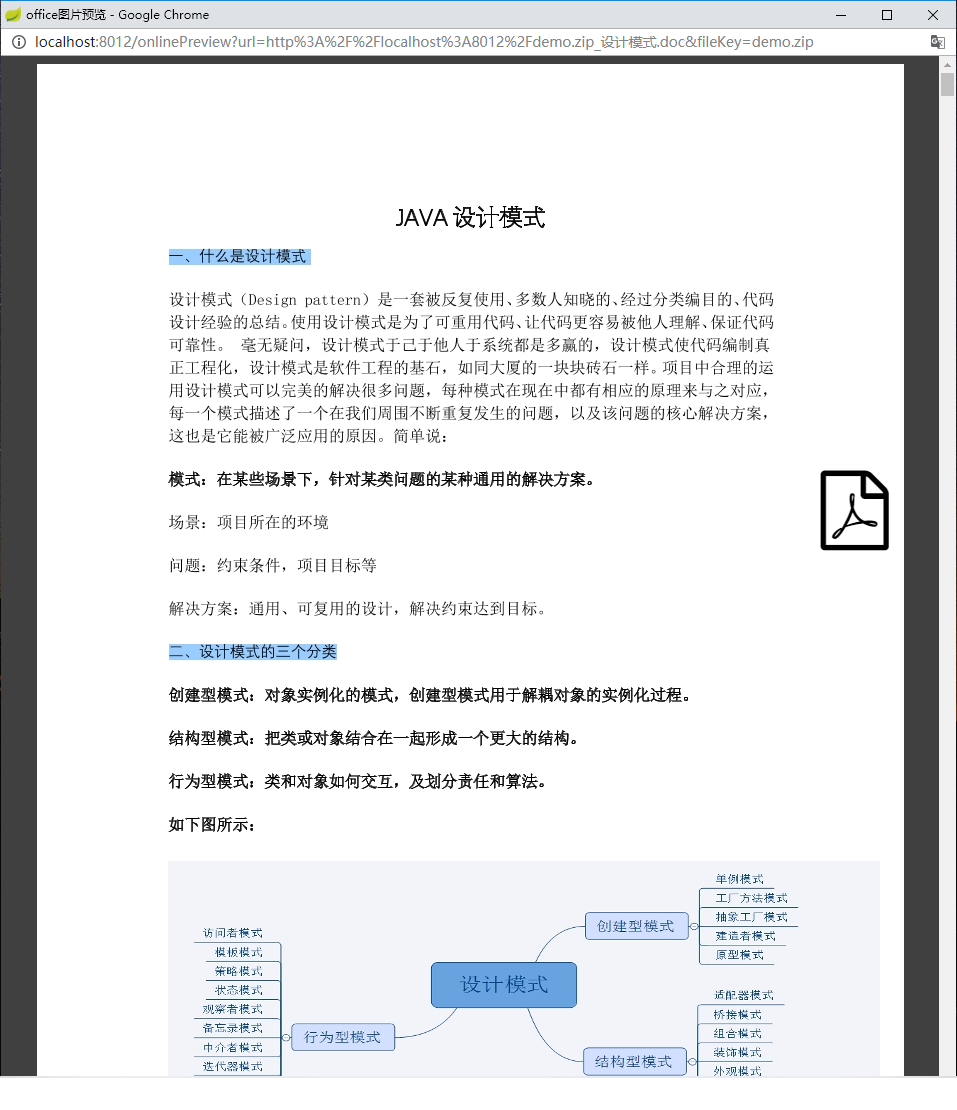 office图片预览 - Google Chrome
localhost:8012/onlinePreview?url=http%3A%2F%2Flocalhost%3A8012%2Fdemo.zip_设计模式.doc&fileKey=demo.zip
JAVA 设计模式
一、什么是设计模式
设计模式（Design pattern）是一套被反复使用、多数人知晓的、经过分类编目的、代码
设计经验的总结。使用设计模式是为了可重用代码、让代码更容易被他人理解、保证代码
可靠性。 毫无疑问，设计模式于己于他人于系统都是多赢的，设计模式使代码编制真
正工程化，设计模式是软件工程的基石，如同大厦的一块块砖石一样。项目中合理的运
用设计模式可以完美的解决很多问题，每种模式在现在中都有相应的原理来与之对应，
每一个模式描述了一个在我们周围不断重复发生的问题，以及该问题的核心解决方案，
这也是它能被广泛应用的原因。简单说：
模式：在某些场景下，针对某类问题的某种通用的解决方案。
场景：项目所在的环境
问题：约束条件，项目目标等
解决方案：通用、可复用的设计，解决约束达到目标。
二、设计模式的三个分类
创建型模式：对象实例化的模式，创建型模式用于解耦对象的实例化过程。
结构型模式：把类或对象结合在一起形成一个更大的结构。
行为型模式：类和对象如何交互，及划分责任和算法。
如下图所示：
设计模式
创建型模式
单例模式
工厂方法模式
抽象工厂模式
建造者模式
原型模式
结构型模式
适配器模式
桥接模式
组合模式
装饰模式
外观模式
行为型模式
访问者模式
模板模式
策略模式
状态模式
观察者模式
备忘录模式
中介者模式
迭代器模式